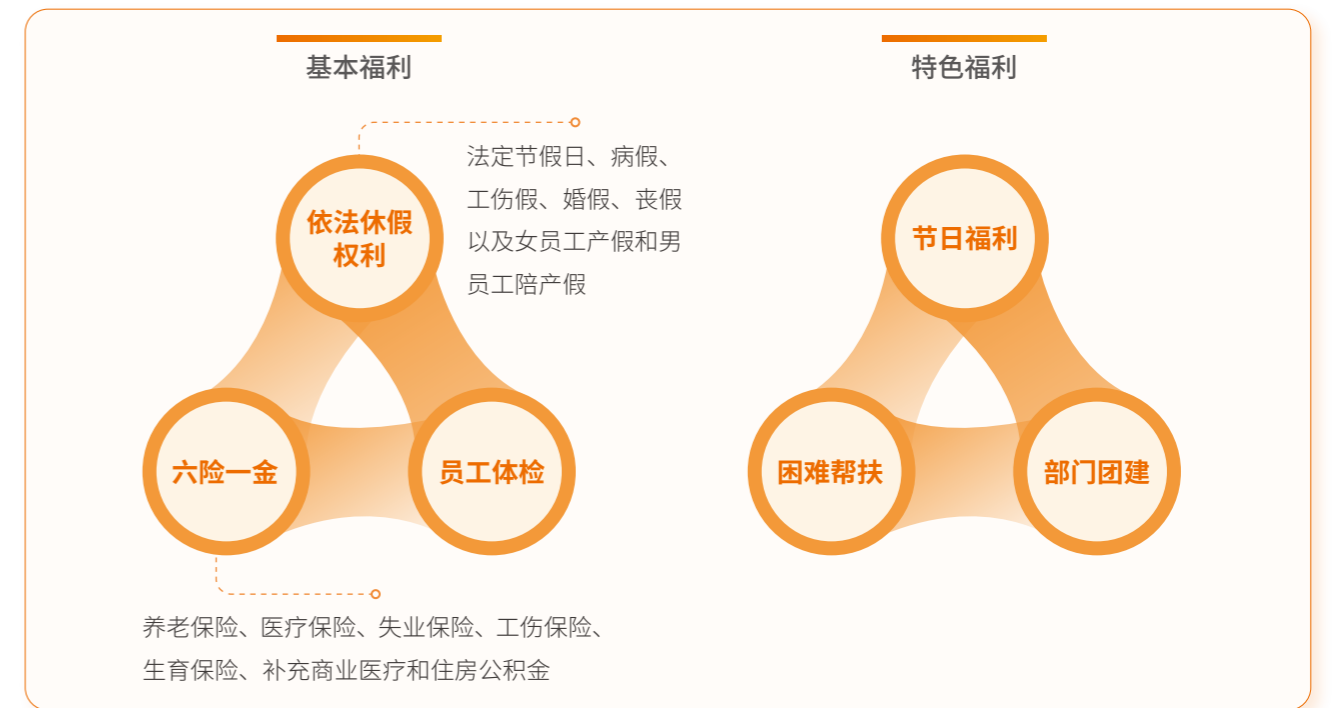 基本福利
依法休假
权利
法定节假日、病假、
工伤假、婚假、丧假
以及女员工产假和男
员工陪产假
六险一金
员工体检
养老保险、医疗保险、失业保险、工伤保险、
生育保险、补充商业医疗和住房公积金
特色福利
节日福利
困难帮扶
部门团建